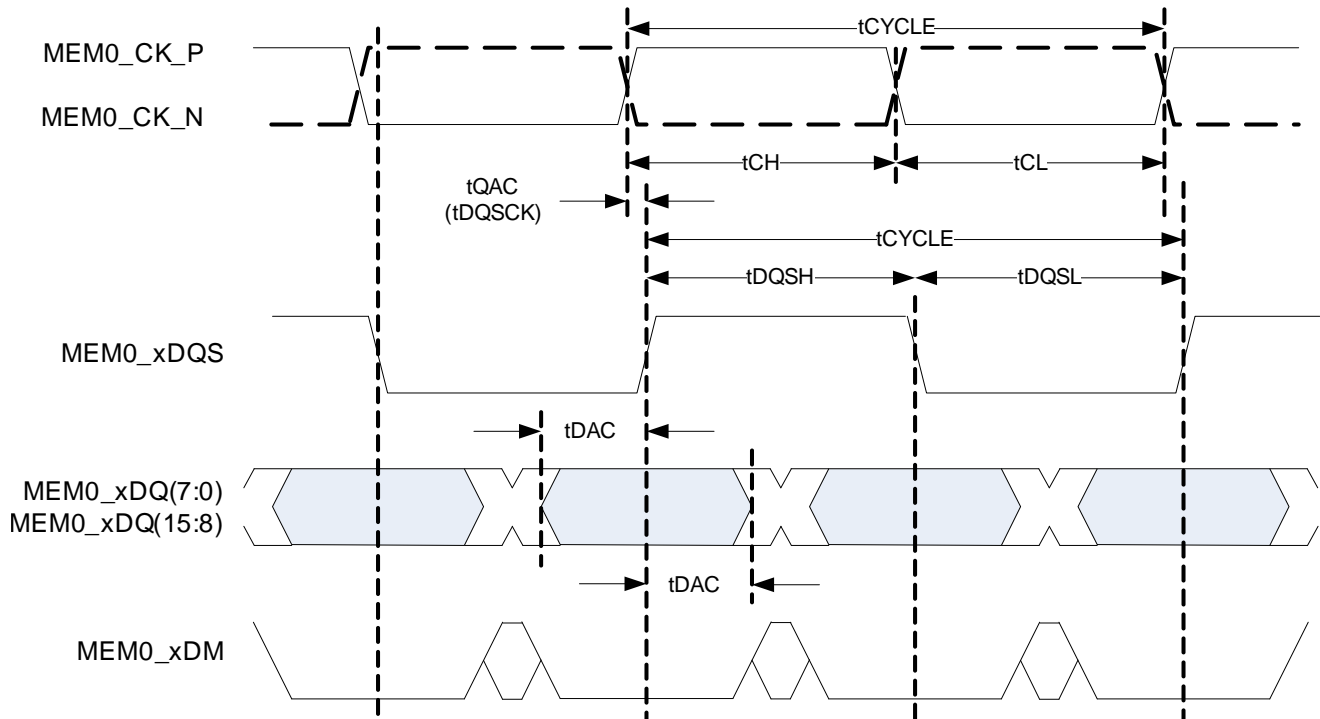 tCYCLE
MEM0_CK_P
MEM0_CK_N
tCH
tCL
tQAC
(tDQSCK)
tCYCLE
tDQSH
tDQSL
MEM0_xDQS
tDAC
MEM0_xDQ(7:0)
MEM0_xDQ(15:8)
tDAC
MEM0_xDM